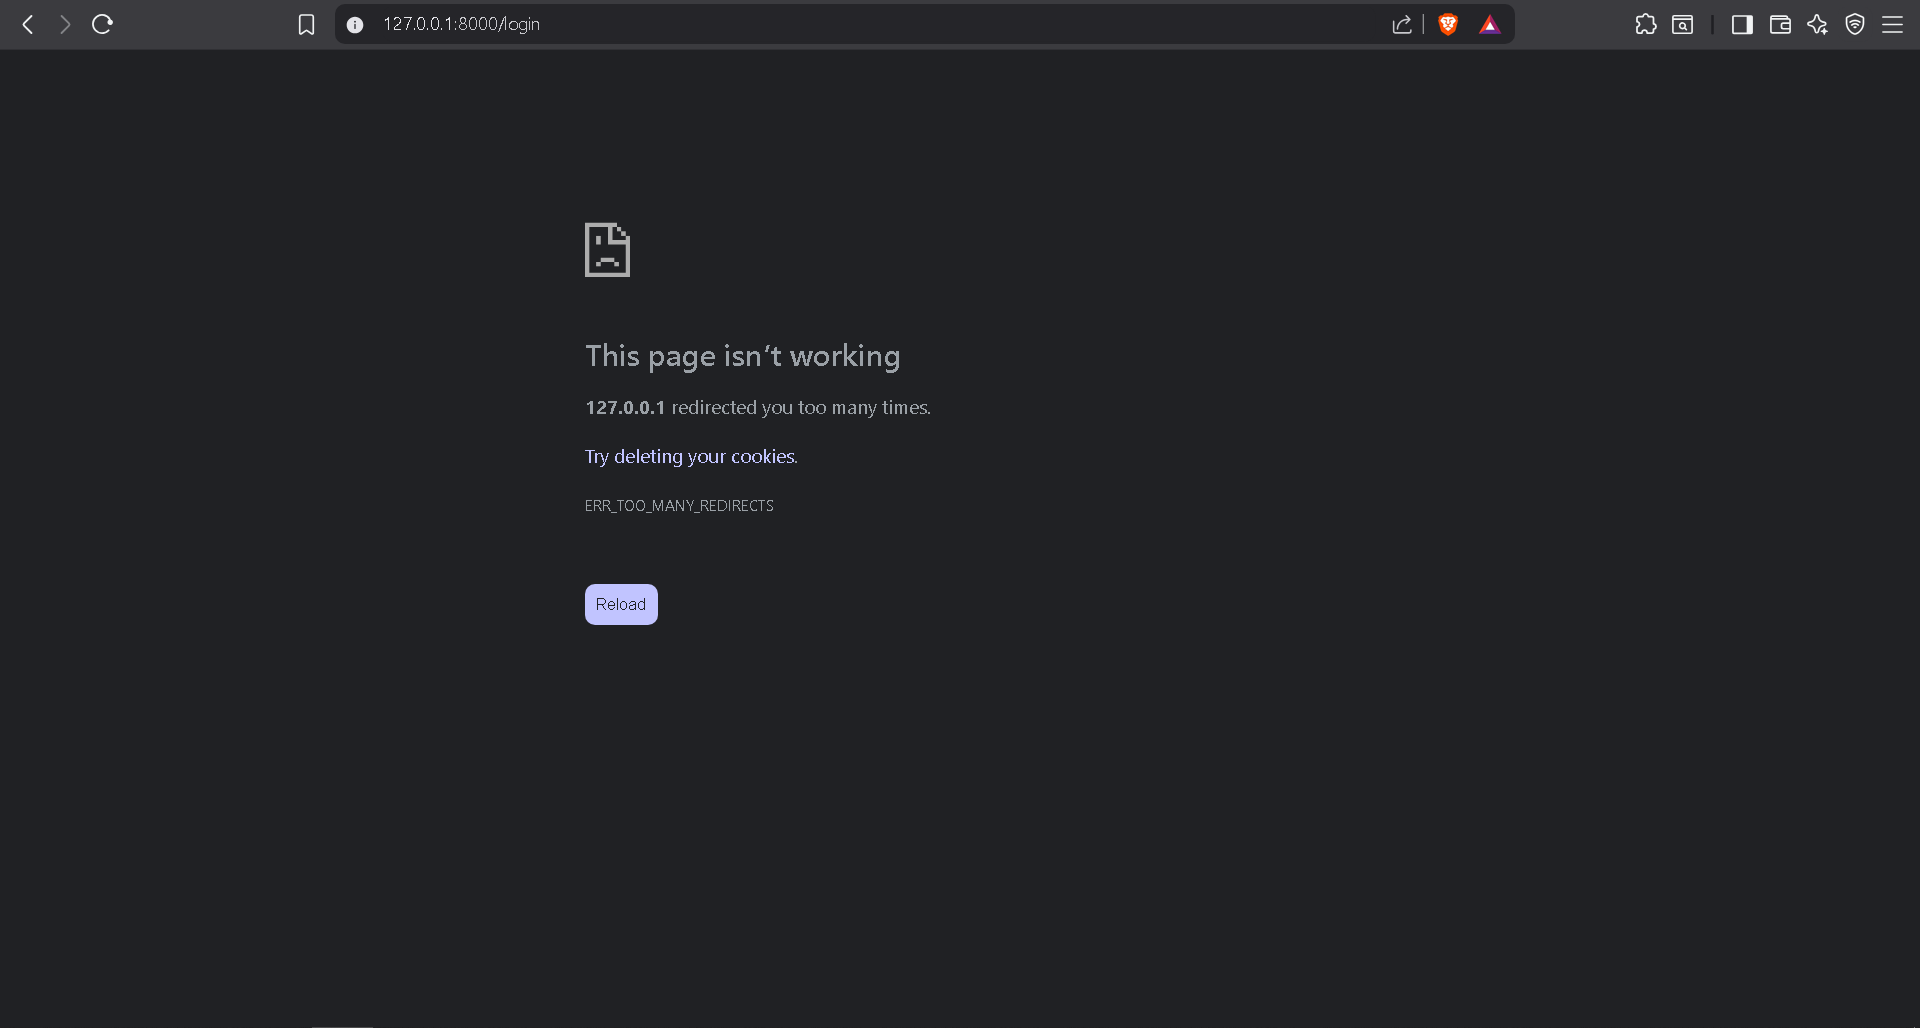 127.0.0.1:8000/login
This page isn’t working
127.0.0.1 redirected you too many times.
Try deleting your cookies.
ERR_TOO_MANY_REDIRECTS
Reload